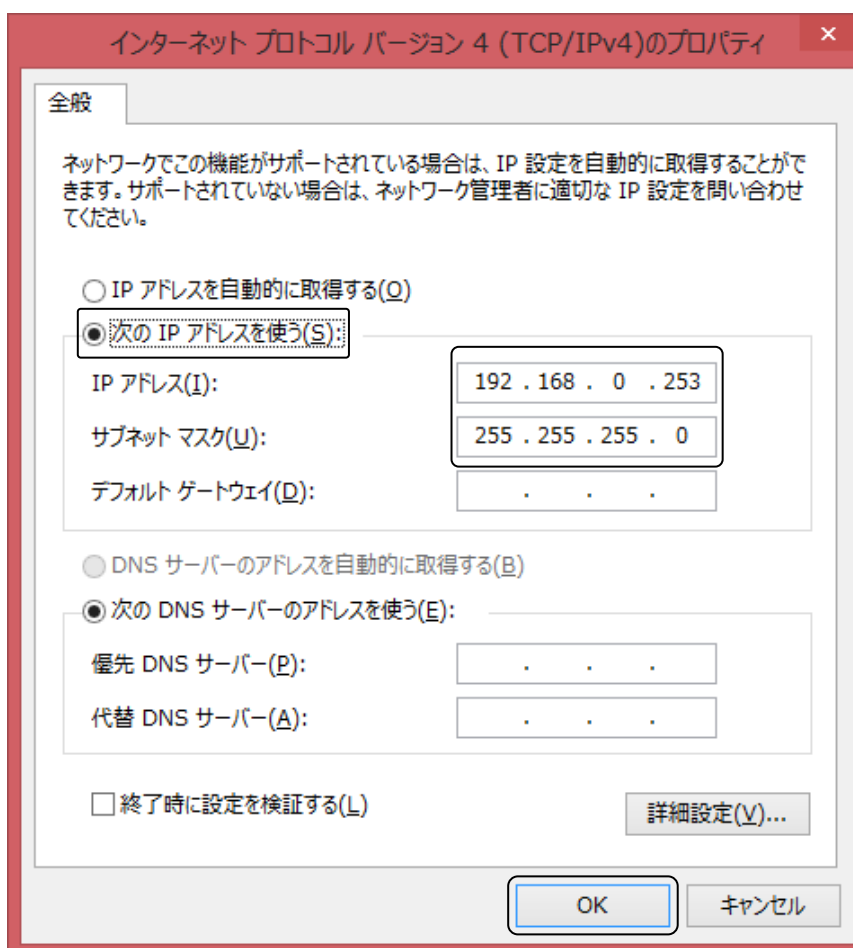 インターネット プロトコル バージョン 4 (TCP/IPv4)のプロパティ
×
全般
ネットワークでこの機能がサポートされている場合は、IP 設定を自動的に取得することがで
きます。サポートされていない場合は、ネットワーク管理者に適切な IP 設定を問い合わせ
てください。
IP アドレスを自動的に取得する(O)
次の IP アドレスを使う(S):
IP アドレス(I): 192 . 168 . 0 . 253
サブネット マスク(U): 255 . 255 . 255 . 0
デフォルト ゲートウェイ(D): . . .
DNS サーバーのアドレスを自動的に取得する(B)
次の DNS サーバーのアドレスを使う(E):
優先 DNS サーバー(P): . . .
代替 DNS サーバー(A): . . .
終了時に設定を検証する(L)
詳細設定(V)...
OK キャンセル